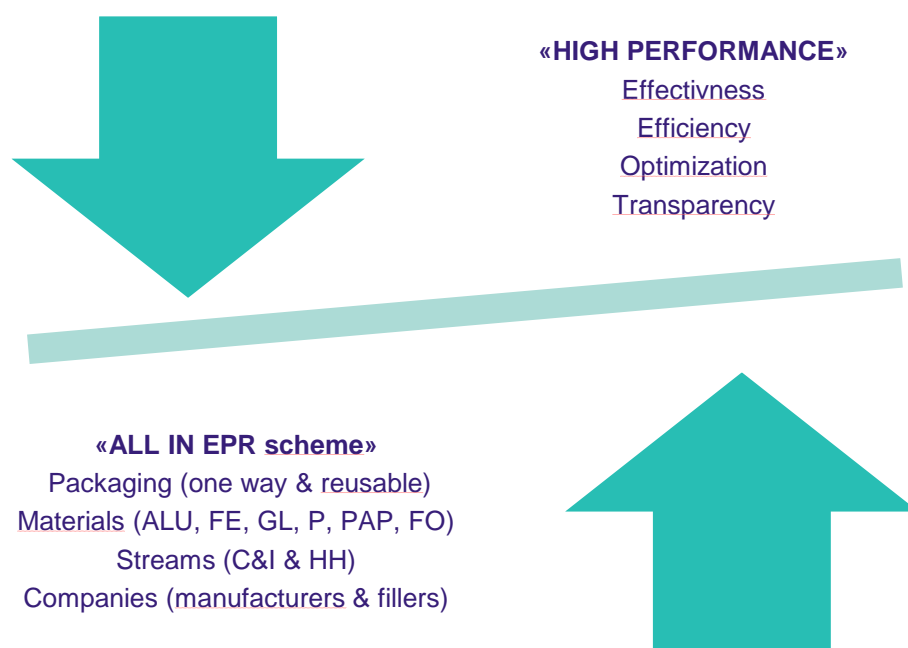 «HIGH PERFORMANCE»
Effectivness
Efficiency
Optimization
Transparency
«ALL IN EPR scheme»
Packaging (one way & reusable)
Materials (ALU, FE, GL, P, PAP, FO)
Streams (C&I & HH)
Companies (manufacturers & fillers)